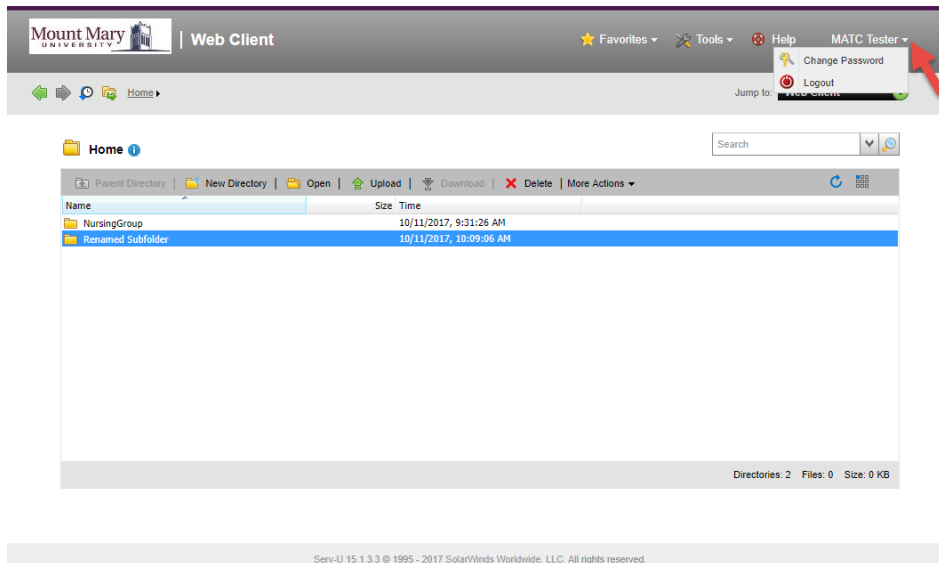 Mount Mary
UNIVERSITY
| Web Client
Favorites
Tools
Help
MATC Tester
Change Password
Logout
Home
Jump to: Web Client
Home
Search
Parent Directory | New Directory | Open | Upload | Download | Delete | More Actions
Name Size Time
NursingGroup 10/11/2017, 9:31:26 AM
Renamed Subfolder 10/11/2017, 10:09:06 AM
Directories: 2 Files: 0 Size: 0 KB
Serv-U 15.1.3.3 © 1995 - 2017 SolarWinds Worldwide, LLC. All rights reserved.